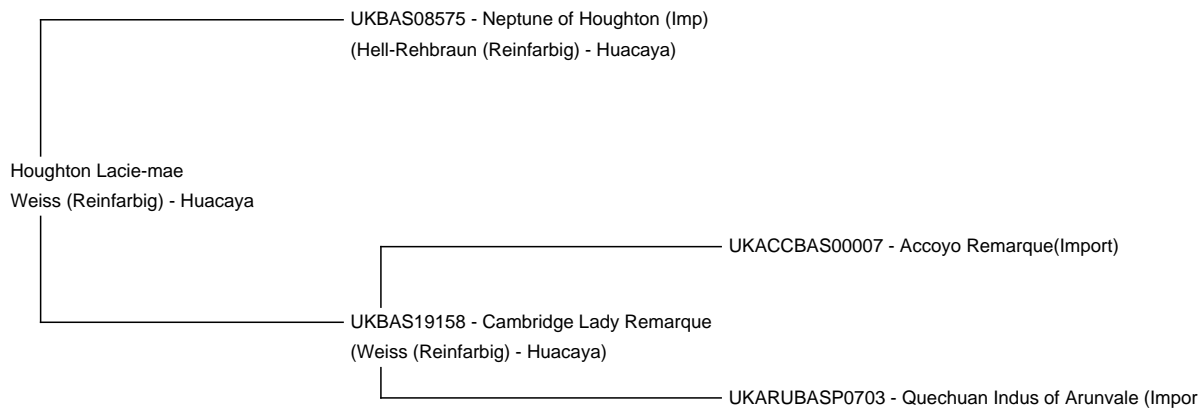 UKBAS08575 - Neptune of Houghton (Imp)
(Hell-Rehbraun (Reinfarbig) - Huacaya)
Houghton Lacie-mae
Weiss (Reinfarbig) - Huacaya
UKACCBAS00007 - Accoyo Remarque(Import)
UKBAS19158 - Cambridge Lady Remarque
(Weiss (Reinfarbig) - Huacaya)
UKARUBASP0703 - Quechuan Indus of Arunvale (Impor